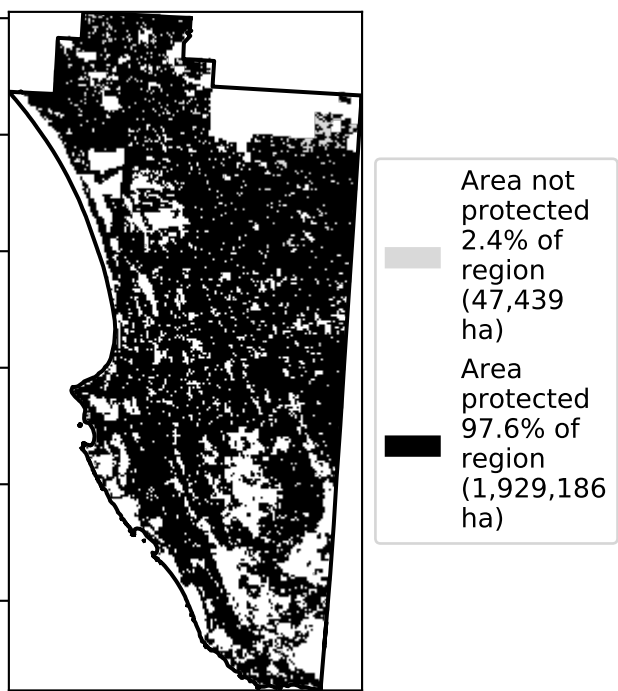 Area not
protected
2.4% of
region
(47,439
ha)
Area
protected
97.6% of
region
(1,929,186
ha)